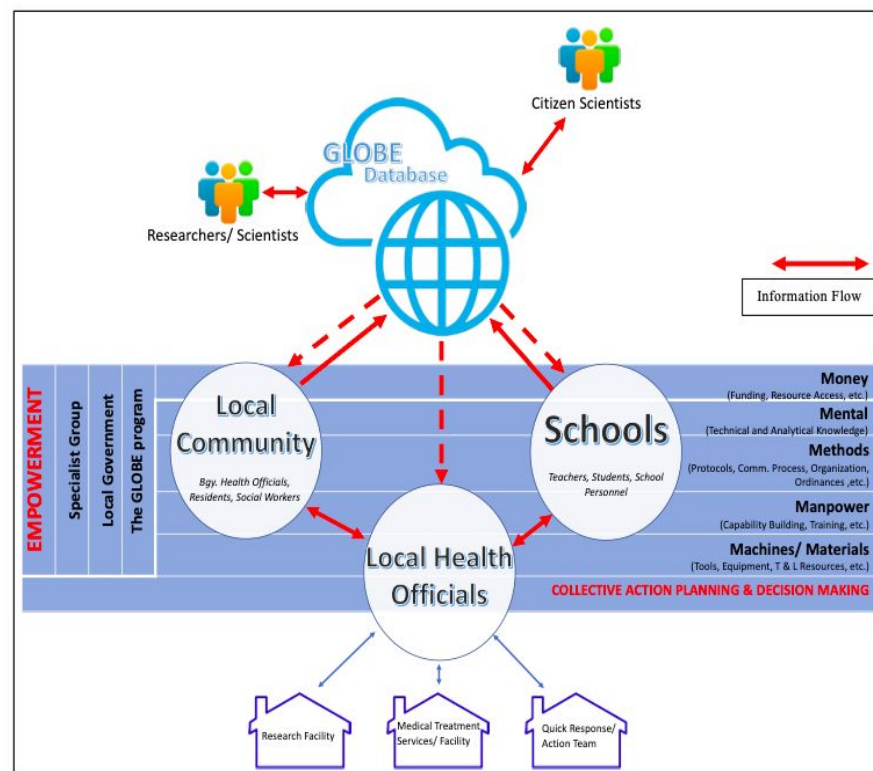 Citizen Scientists
GLOBE
Database
Researchers/ Scientists
Information Flow
EMPOWERMENT
Specialist Group
Local Government
The GLOBE program
Local
Community
Bgy. Health Officials,
Residents, Social Workers
Schools
Teachers, Students, School
Personnel
Money
(Funding, Resource Access, etc.)
Mental
(Technical and Analytical Knowledge)
Methods
(Protocols, Comm. Process, Organization,
Ordinances ,etc.)
Manpower
(Capability Building, Training, etc.)
Machines/ Materials
(Tools, Equipment, T & L Resources, etc.)
Local Health
Officials
COLLECTIVE ACTION PLANNING & DECISION MAKING
Research Facility
Medical Treatment
Services/ Facility
Quick Response/
Action Team